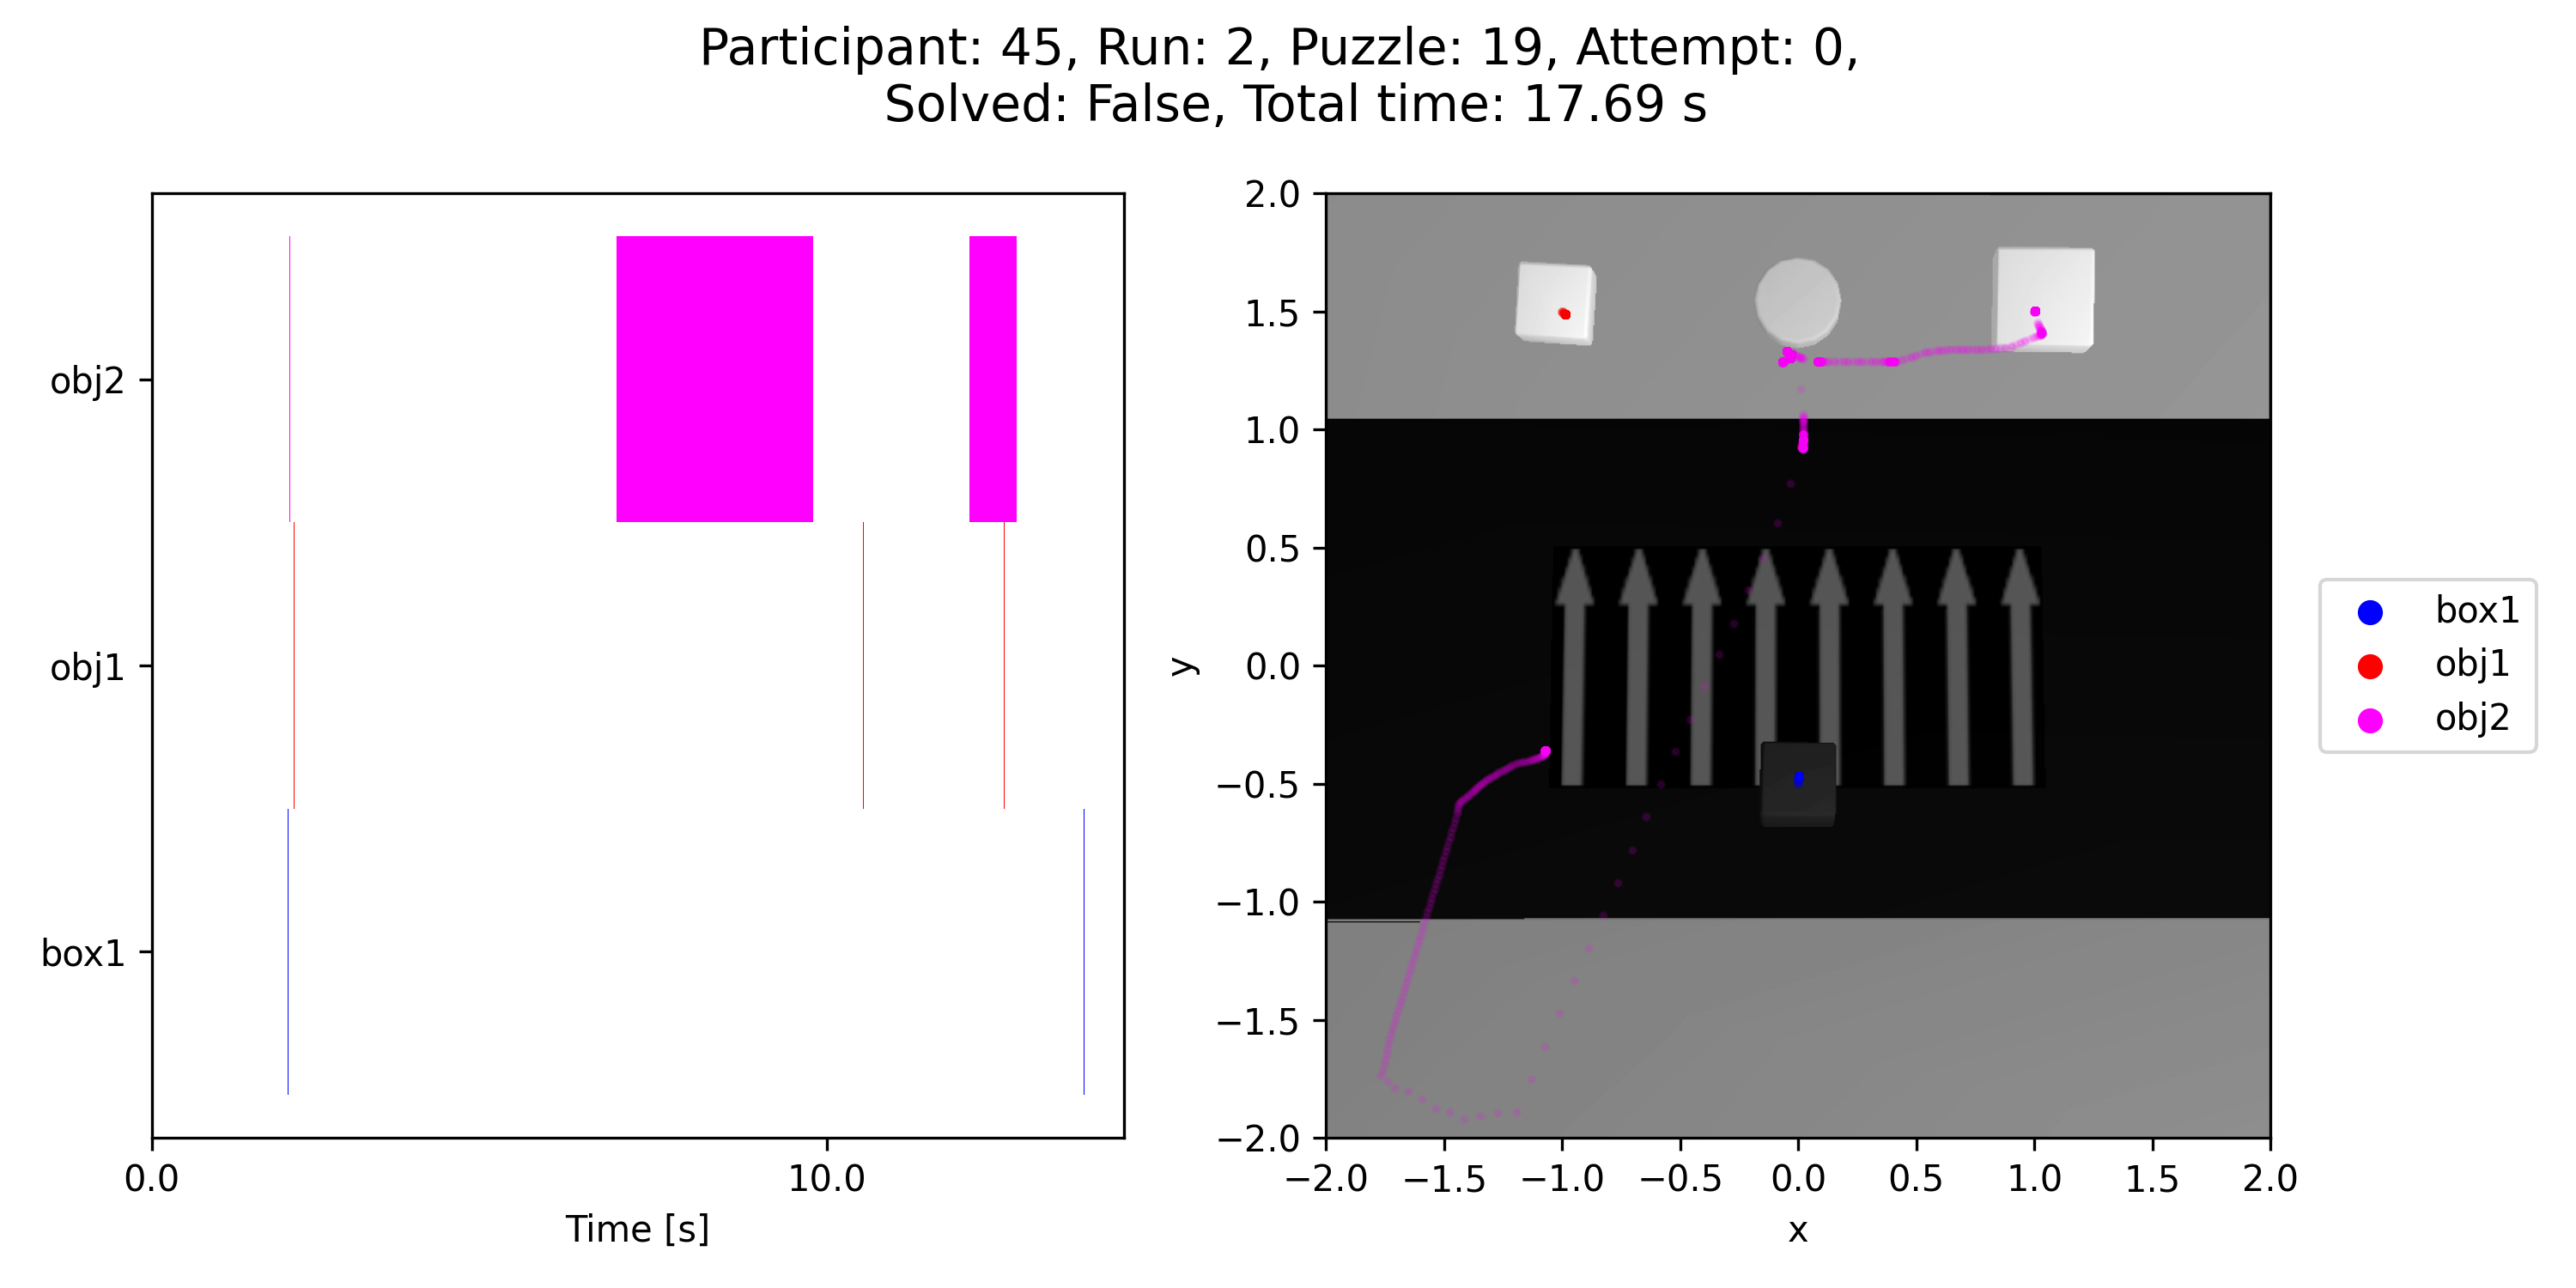 Participant: 45, Run: 2, Puzzle: 19, Attempt: 0,
Solved: False, Total time: 17.69 s
obj2
obj1
box1
0.0
10.0
Time [s]
2.0
1.5
1.0
0.5
0.0
−0.5
−1.0
−1.5
−2.0
y
−2.0
−1.5
−1.0
−0.5
0.0
0.5
1.0
1.5
2.0
x
box1
obj1
obj2